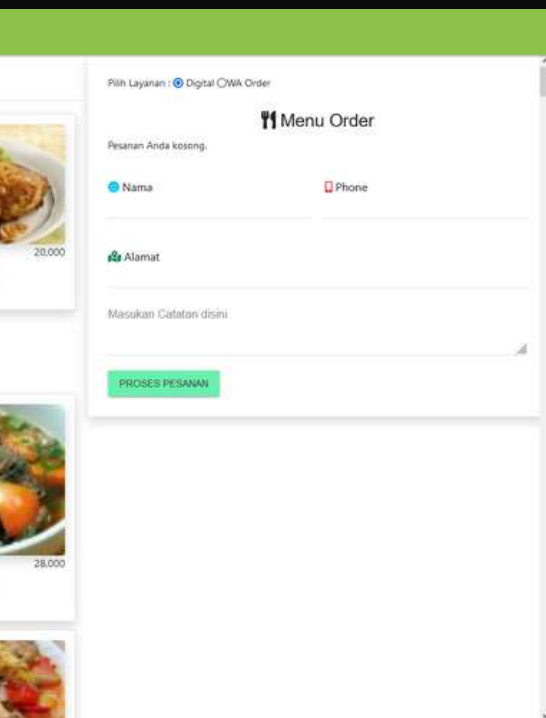 Pilih Layanan : Digital WA Order
Menu Order
Pesanan Anda kosong.
Nama
Phone
20,000
Alamat
Masukan Catatan disini
PROSES PESANAN
28,000